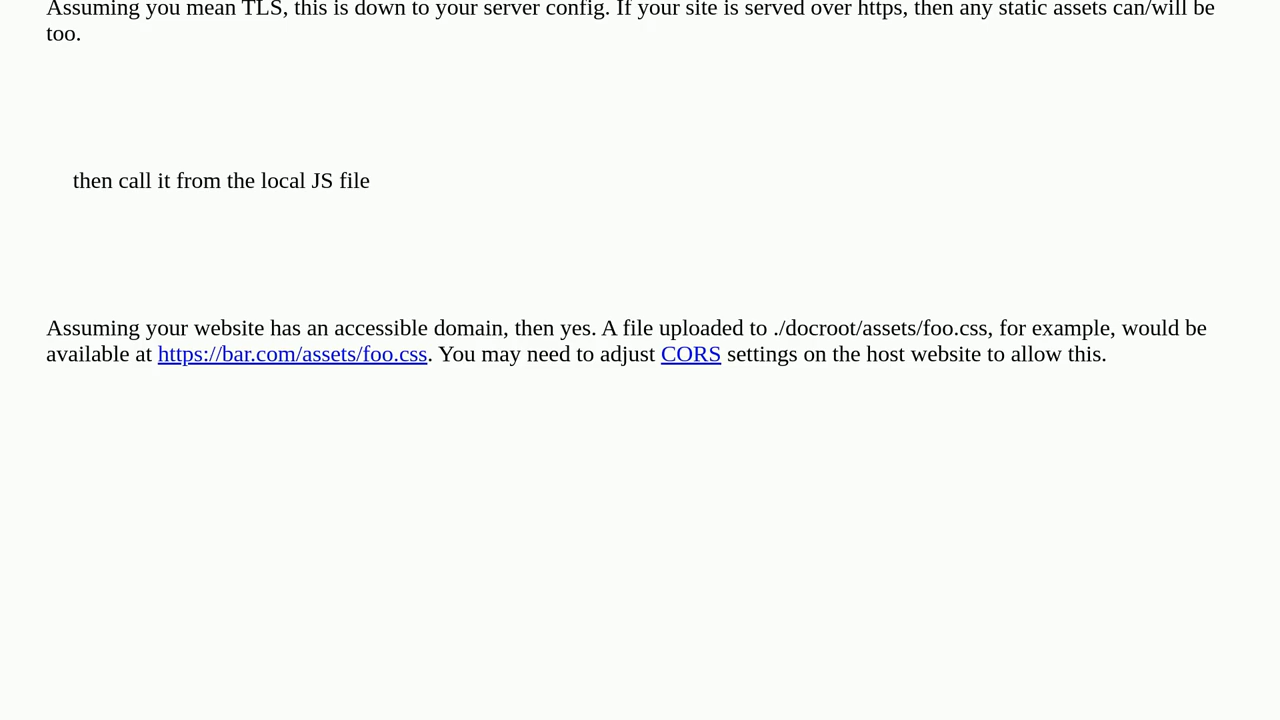 Assuming you mean TLS, this is down to your server config. If your site is served over https, then any static assets can/will be
too.
then call it from the local JS file
Assuming your website has an accessible domain, then yes. A file uploaded to ./docroot/assets/foo.css, for example, would be
available at https://bar.com/assets/foo.css. You may need to adjust CORS settings on the host website to allow this.